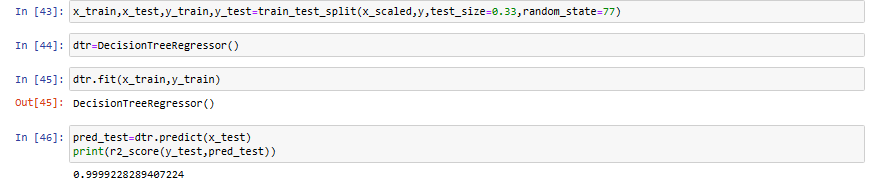 In [43]: x_train,x_test,y_train,y_test=train_test_split(x_scaled,y,test_size=0.33,random_state=77)
In [44]: dtr=DecisionTreeRegressor()
In [45]: dtr.fit(x_train,y_train)
Out[45]: DecisionTreeRegressor()
In [46]: pred_test=dtr.predict(x_test)
print(r2_score(y_test,pred_test))
0.9999228289407224